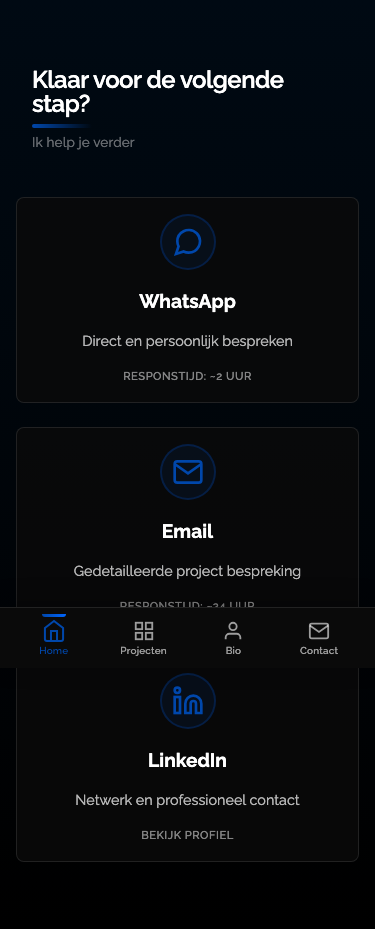 Klaar voor de volgende
stap?
Ik help je verder
WhatsApp
Direct en persoonlijk bespreken
RESPONSTIJD: ~2 UUR
Email
Gedetailleerde project bespreking
RESPONSTIJD: ~24 UUR
Home
Projecten
Bio
Contact
LinkedIn
Netwerk en professioneel contact
BEKIJK PROFIEL